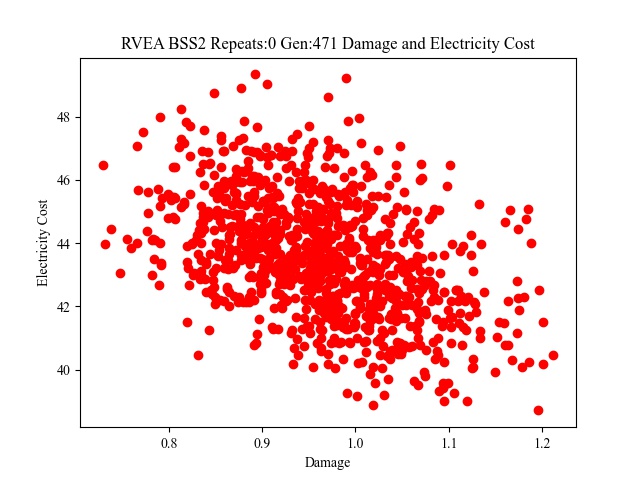 RVEA BSS2 Repeats:0 Gen:471 Damage and Electricity Cost
48
46
44
42
40
Electricity Cost
0.8 0.9 1.0 1.1 1.2
Damage